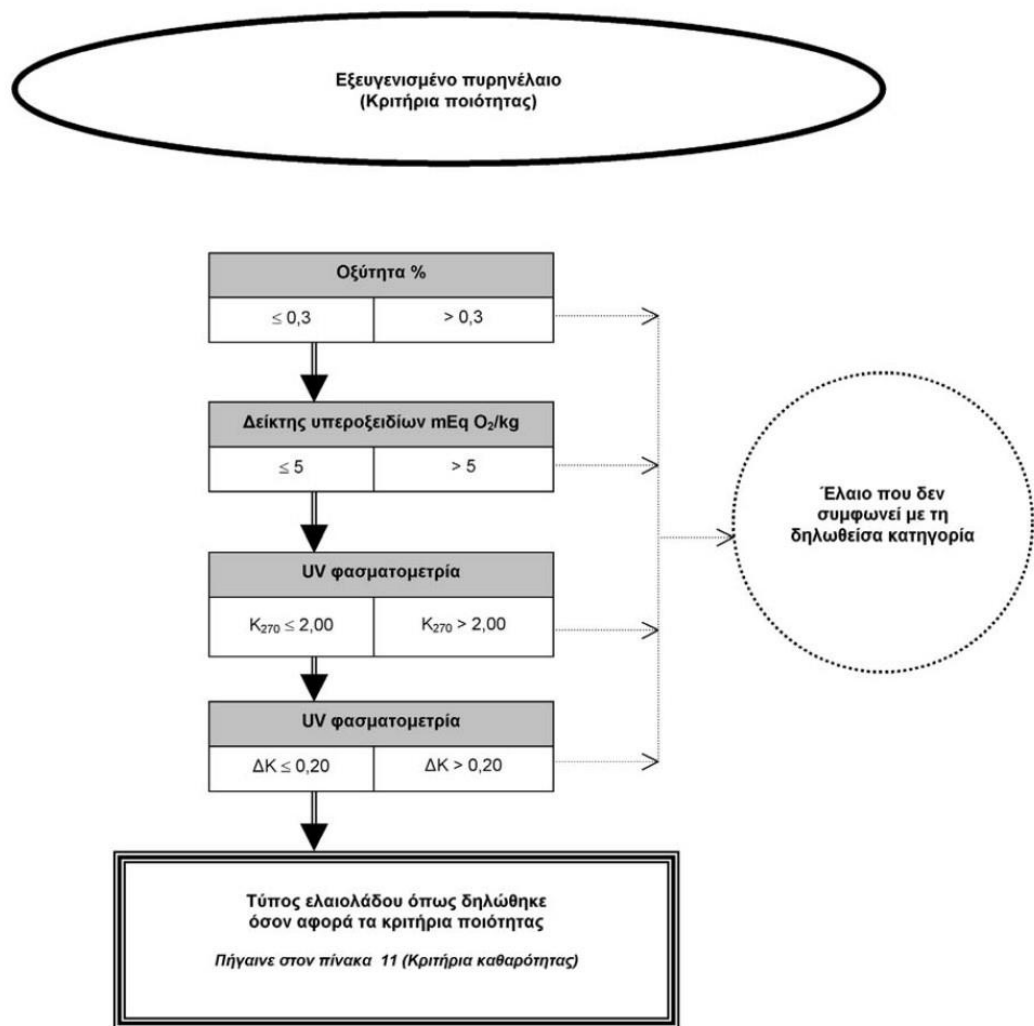 Εξευγενισμένο πυρηνέλαιο
(Κριτήρια ποιότητας)
Οξύτητα %
≤ 0,3
> 0,3
Δείκτης υπεροξειδίων mEq O₂/kg
≤ 5
> 5
UV φασματομετρία
K₂₇₀ ≤ 2,00
K₂₇₀ > 2,00
UV φασματομετρία
ΔK ≤ 0,20
ΔK > 0,20
Έλαιο που δεν
συμφωνεί με τη
δηλωθείσα κατηγορία
Τύπος ελαιολάδου όπως δηλώθηκε
όσον αφορά τα κριτήρια ποιότητας
Πήγαινε στον πίνακα 11 (Κριτήρια καθαρότητας)